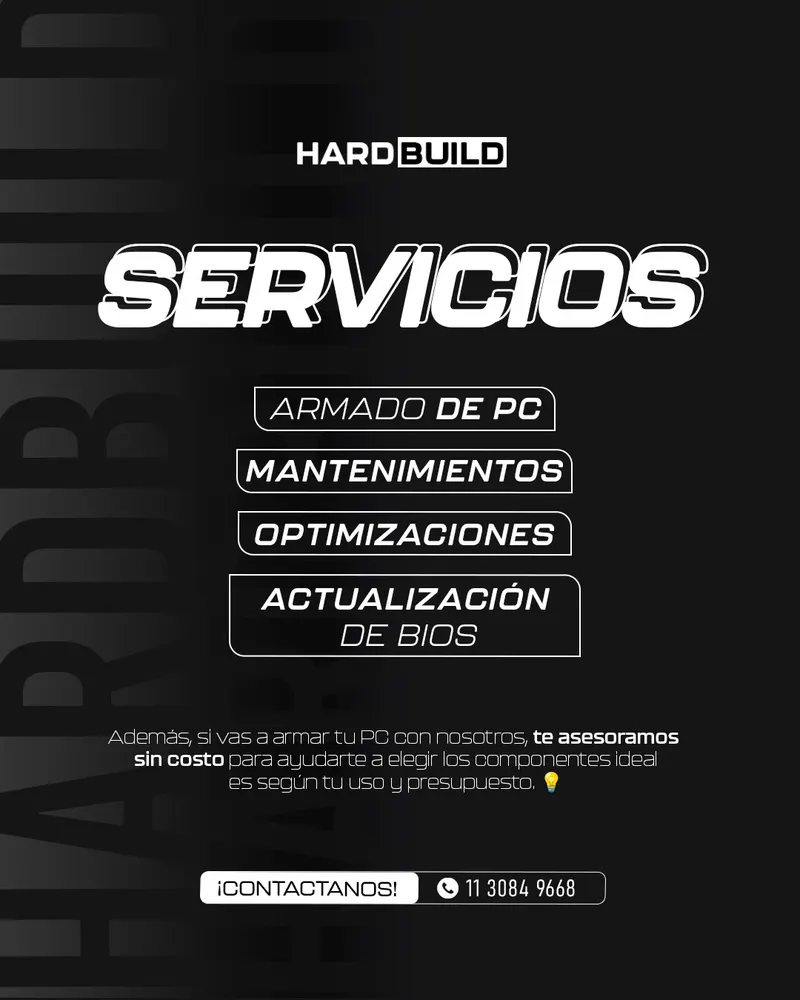 HARDBUILD
SERVICIOS
ARMADO DE PC
MANTENIMIENTOS
OPTIMIZACIONES
ACTUALIZACIÓN
DE BIOS
Además, si vas a armar tu PC con nosotros, te asesoramos
sin costo para ayudarte a elegir los componentes ideal
es según tu uso y presupuesto. 💡
¡CONTACTANOS! 11 3084 9668
HARDBUILD